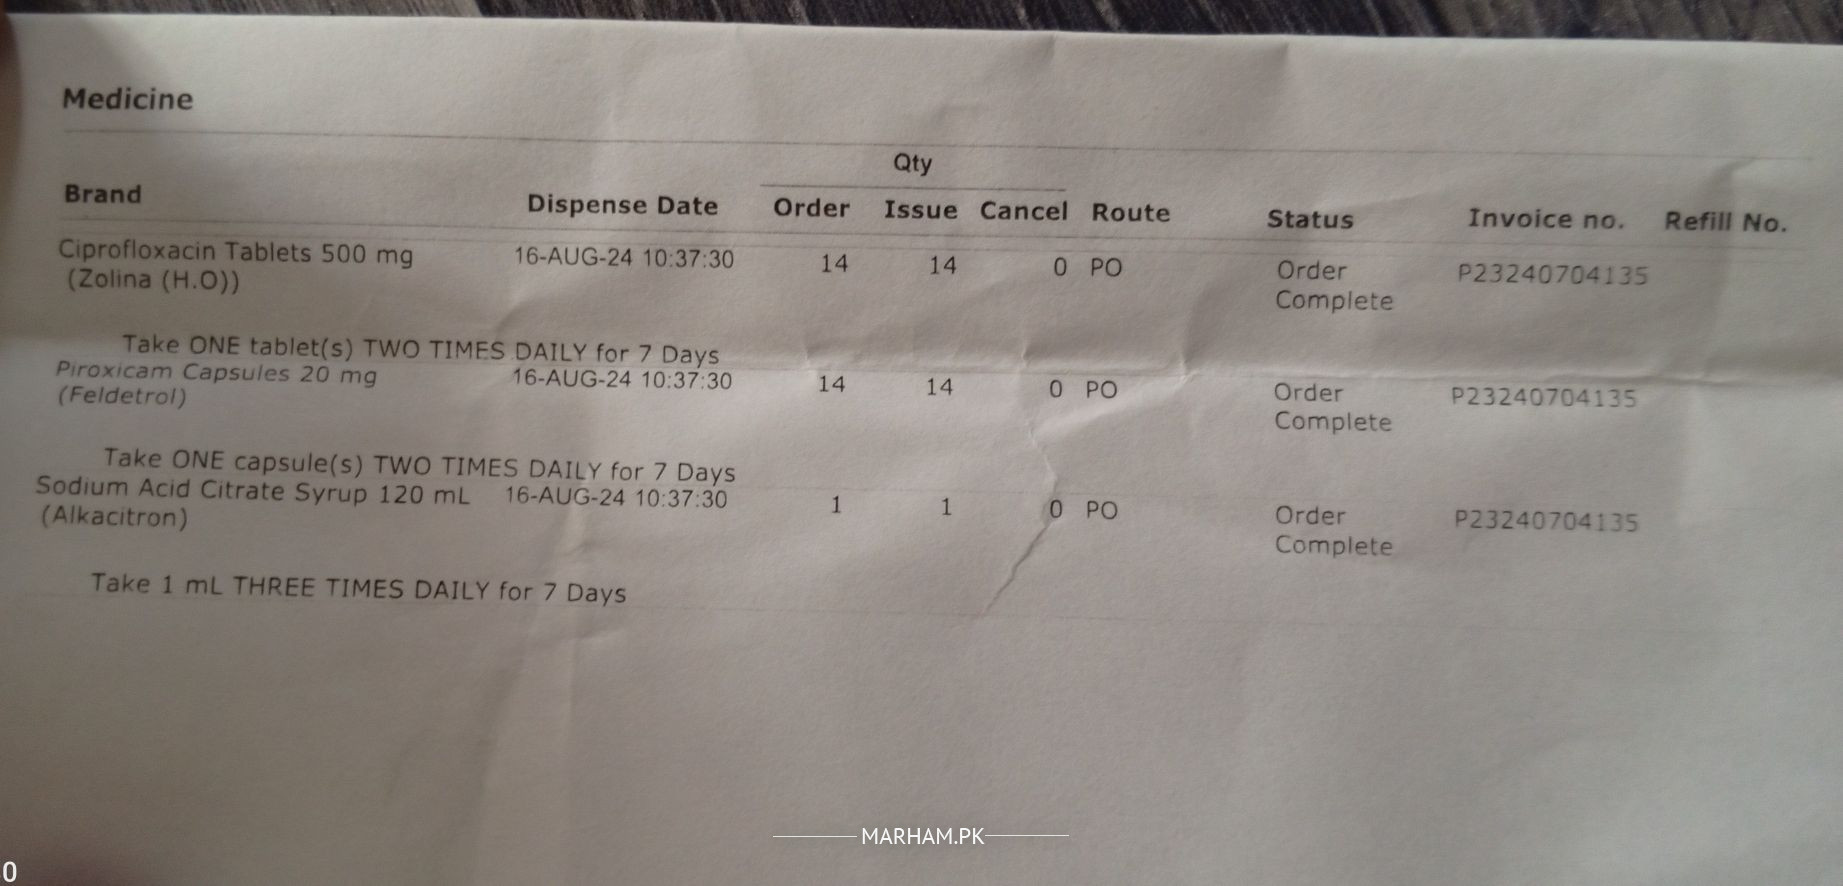 Medicine
Qty
Brand Dispense Date Order Issue Cancel Route Status Invoice no. Refill No.
Ciprofloxacin Tablets 500 mg 16-AUG-24 10:37:30 14 14 0 PO Order P23240704135
(Zolina (H.O)) Complete
Take ONE tablet(s) TWO TIMES DAILY for 7 Days
Piroxicam Capsules 20 mg 16-AUG-24 10:37:30 14 14 0 PO Order P23240704135
(Feldetrol) Complete
Take ONE capsule(s) TWO TIMES DAILY for 7 Days
Sodium Acid Citrate Syrup 120 mL 16-AUG-24 10:37:30 1 1 0 PO Order P23240704135
(Alkacitron) Complete
Take 1 mL THREE TIMES DAILY for 7 Days
MARHAM.PK
0